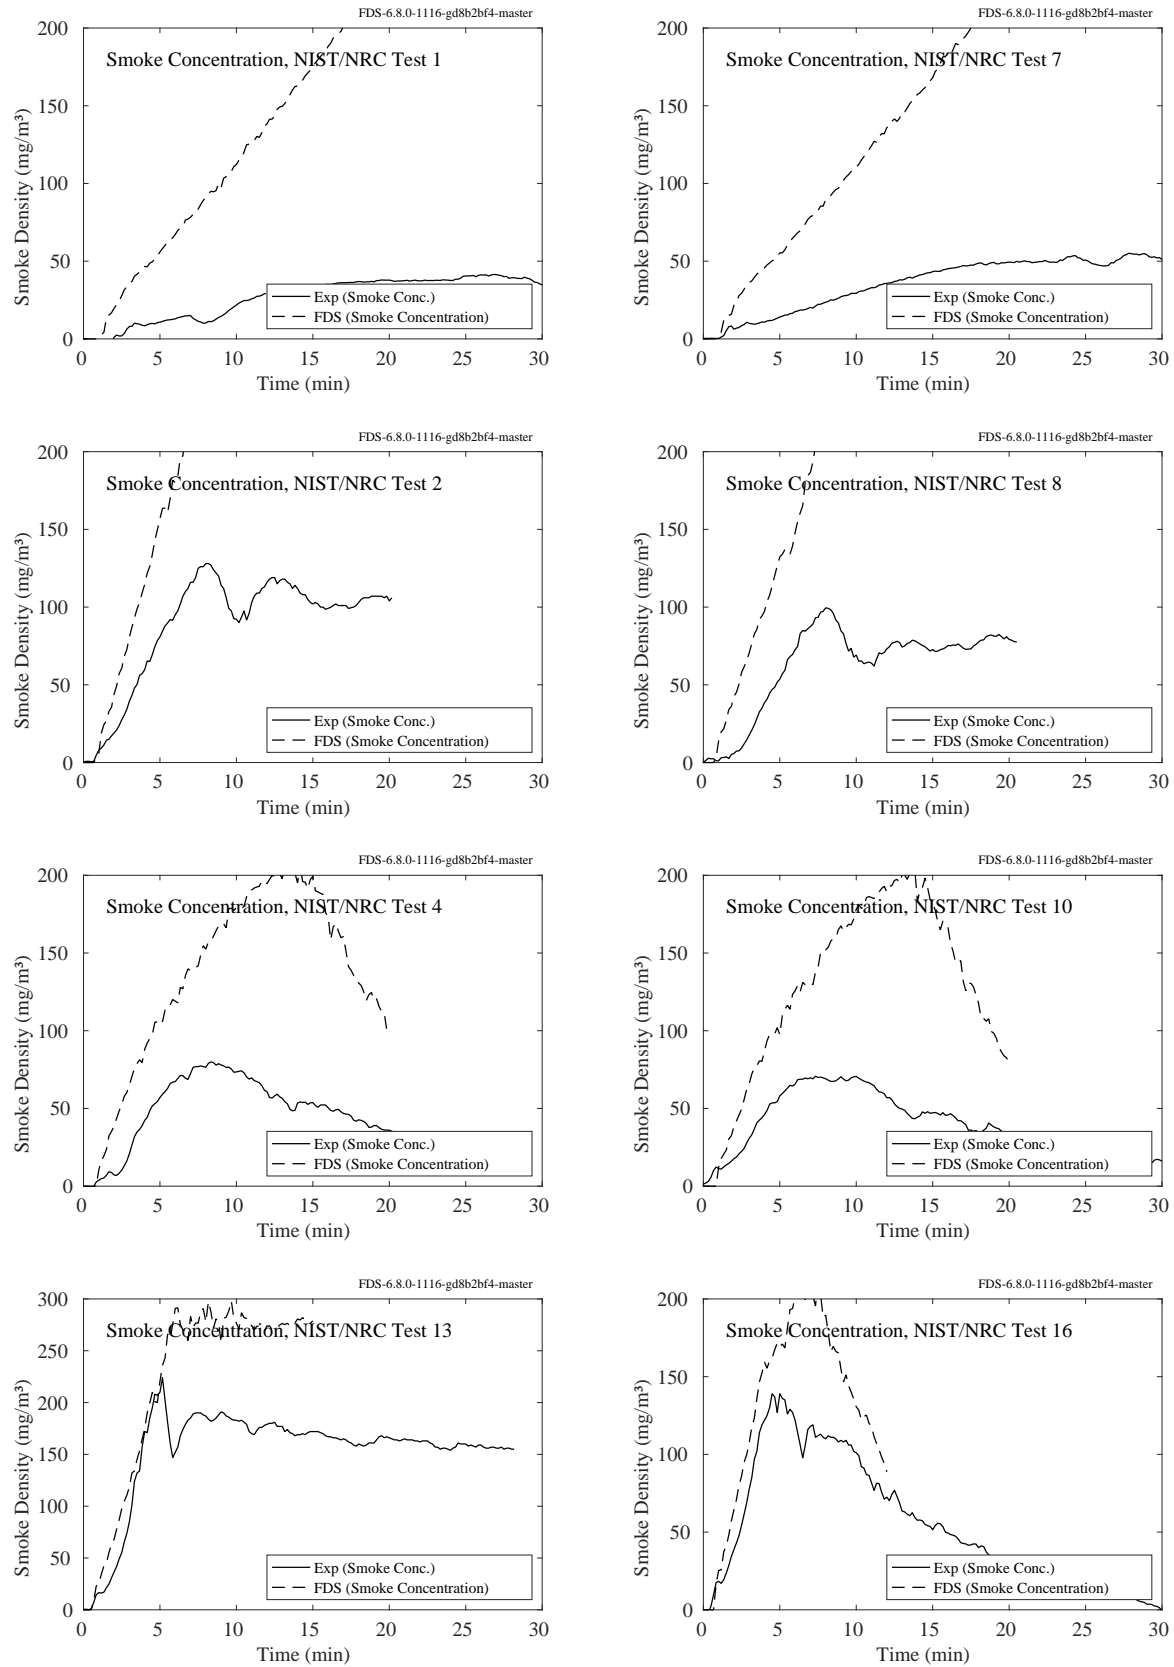 FDS-6.8.0-1116-gd8b2bf4-master
Smoke Concentration, NIST/NRC Test 1
Smoke Density (mg/m³)
200
150
100
50
0
Exp (Smoke Conc.)
FDS (Smoke Concentration)
0 5 10 15 20 25 30
Time (min)
FDS-6.8.0-1116-gd8b2bf4-master
Smoke Concentration, NIST/NRC Test 7
Smoke Density (mg/m³)
200
150
100
50
0
Exp (Smoke Conc.)
FDS (Smoke Concentration)
0 5 10 15 20 25 30
Time (min)
FDS-6.8.0-1116-gd8b2bf4-master
Smoke Concentration, NIST/NRC Test 2
Smoke Density (mg/m³)
200
150
100
50
0
Exp (Smoke Conc.)
FDS (Smoke Concentration)
0 5 10 15 20 25 30
Time (min)
FDS-6.8.0-1116-gd8b2bf4-master
Smoke Concentration, NIST/NRC Test 8
Smoke Density (mg/m³)
200
150
100
50
0
Exp (Smoke Conc.)
FDS (Smoke Concentration)
0 5 10 15 20 25 30
Time (min)
FDS-6.8.0-1116-gd8b2bf4-master
Smoke Concentration, NIST/NRC Test 4
Smoke Density (mg/m³)
200
150
100
50
0
Exp (Smoke Conc.)
FDS (Smoke Concentration)
0 5 10 15 20 25 30
Time (min)
FDS-6.8.0-1116-gd8b2bf4-master
Smoke Concentration, NIST/NRC Test 10
Smoke Density (mg/m³)
200
150
100
50
0
Exp (Smoke Conc.)
FDS (Smoke Concentration)
0 5 10 15 20 25 30
Time (min)
FDS-6.8.0-1116-gd8b2bf4-master
Smoke Concentration, NIST/NRC Test 13
Smoke Density (mg/m³)
300
250
200
150
100
50
0
Exp (Smoke Conc.)
FDS (Smoke Concentration)
0 5 10 15 20 25 30
Time (min)
FDS-6.8.0-1116-gd8b2bf4-master
Smoke Concentration, NIST/NRC Test 16
Smoke Density (mg/m³)
200
150
100
50
0
Exp (Smoke Conc.)
FDS (Smoke Concentration)
0 5 10 15 20 25 30
Time (min)